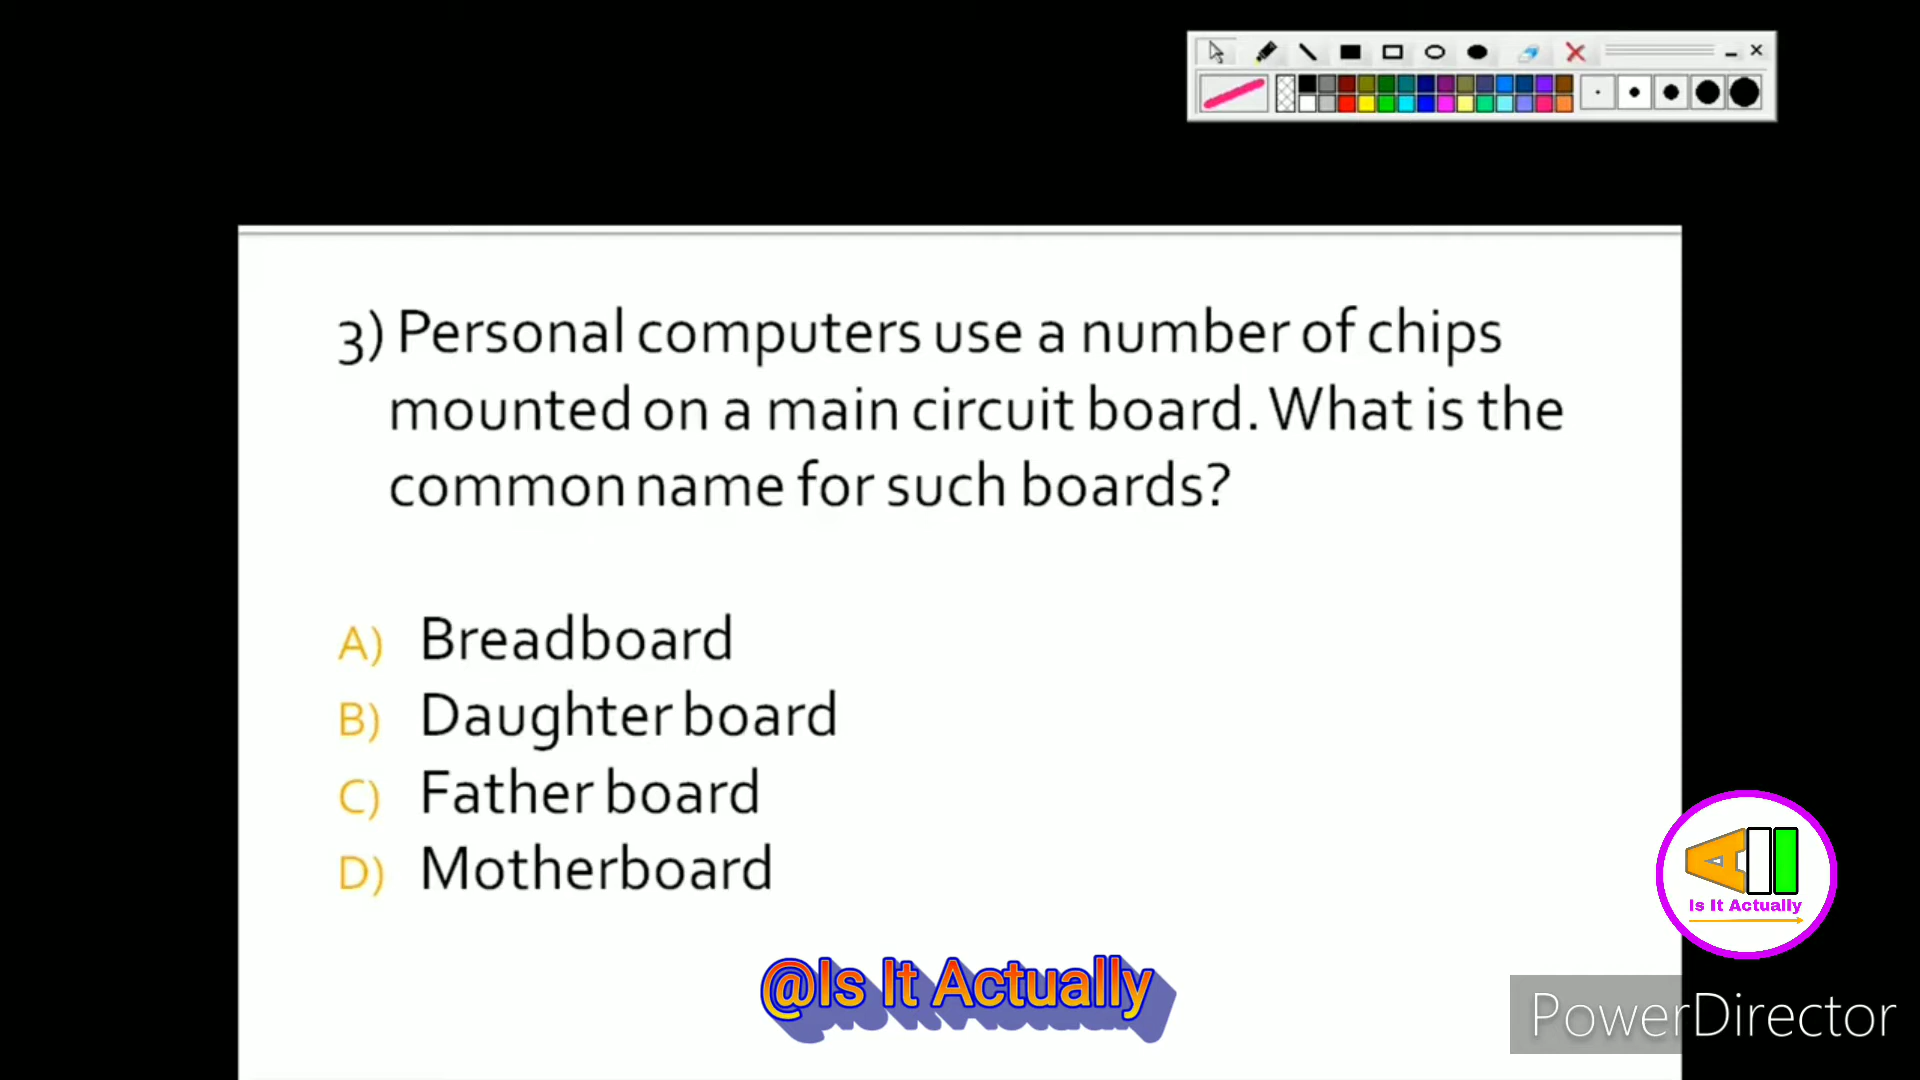 3) Personal computers use a number of chips
mounted on a main circuit board. What is the
common name for such boards?
A) Breadboard
B) Daughter board
C) Father board
D) Motherboard
AII
Is It Actually
@Is It Actually
PowerDirector